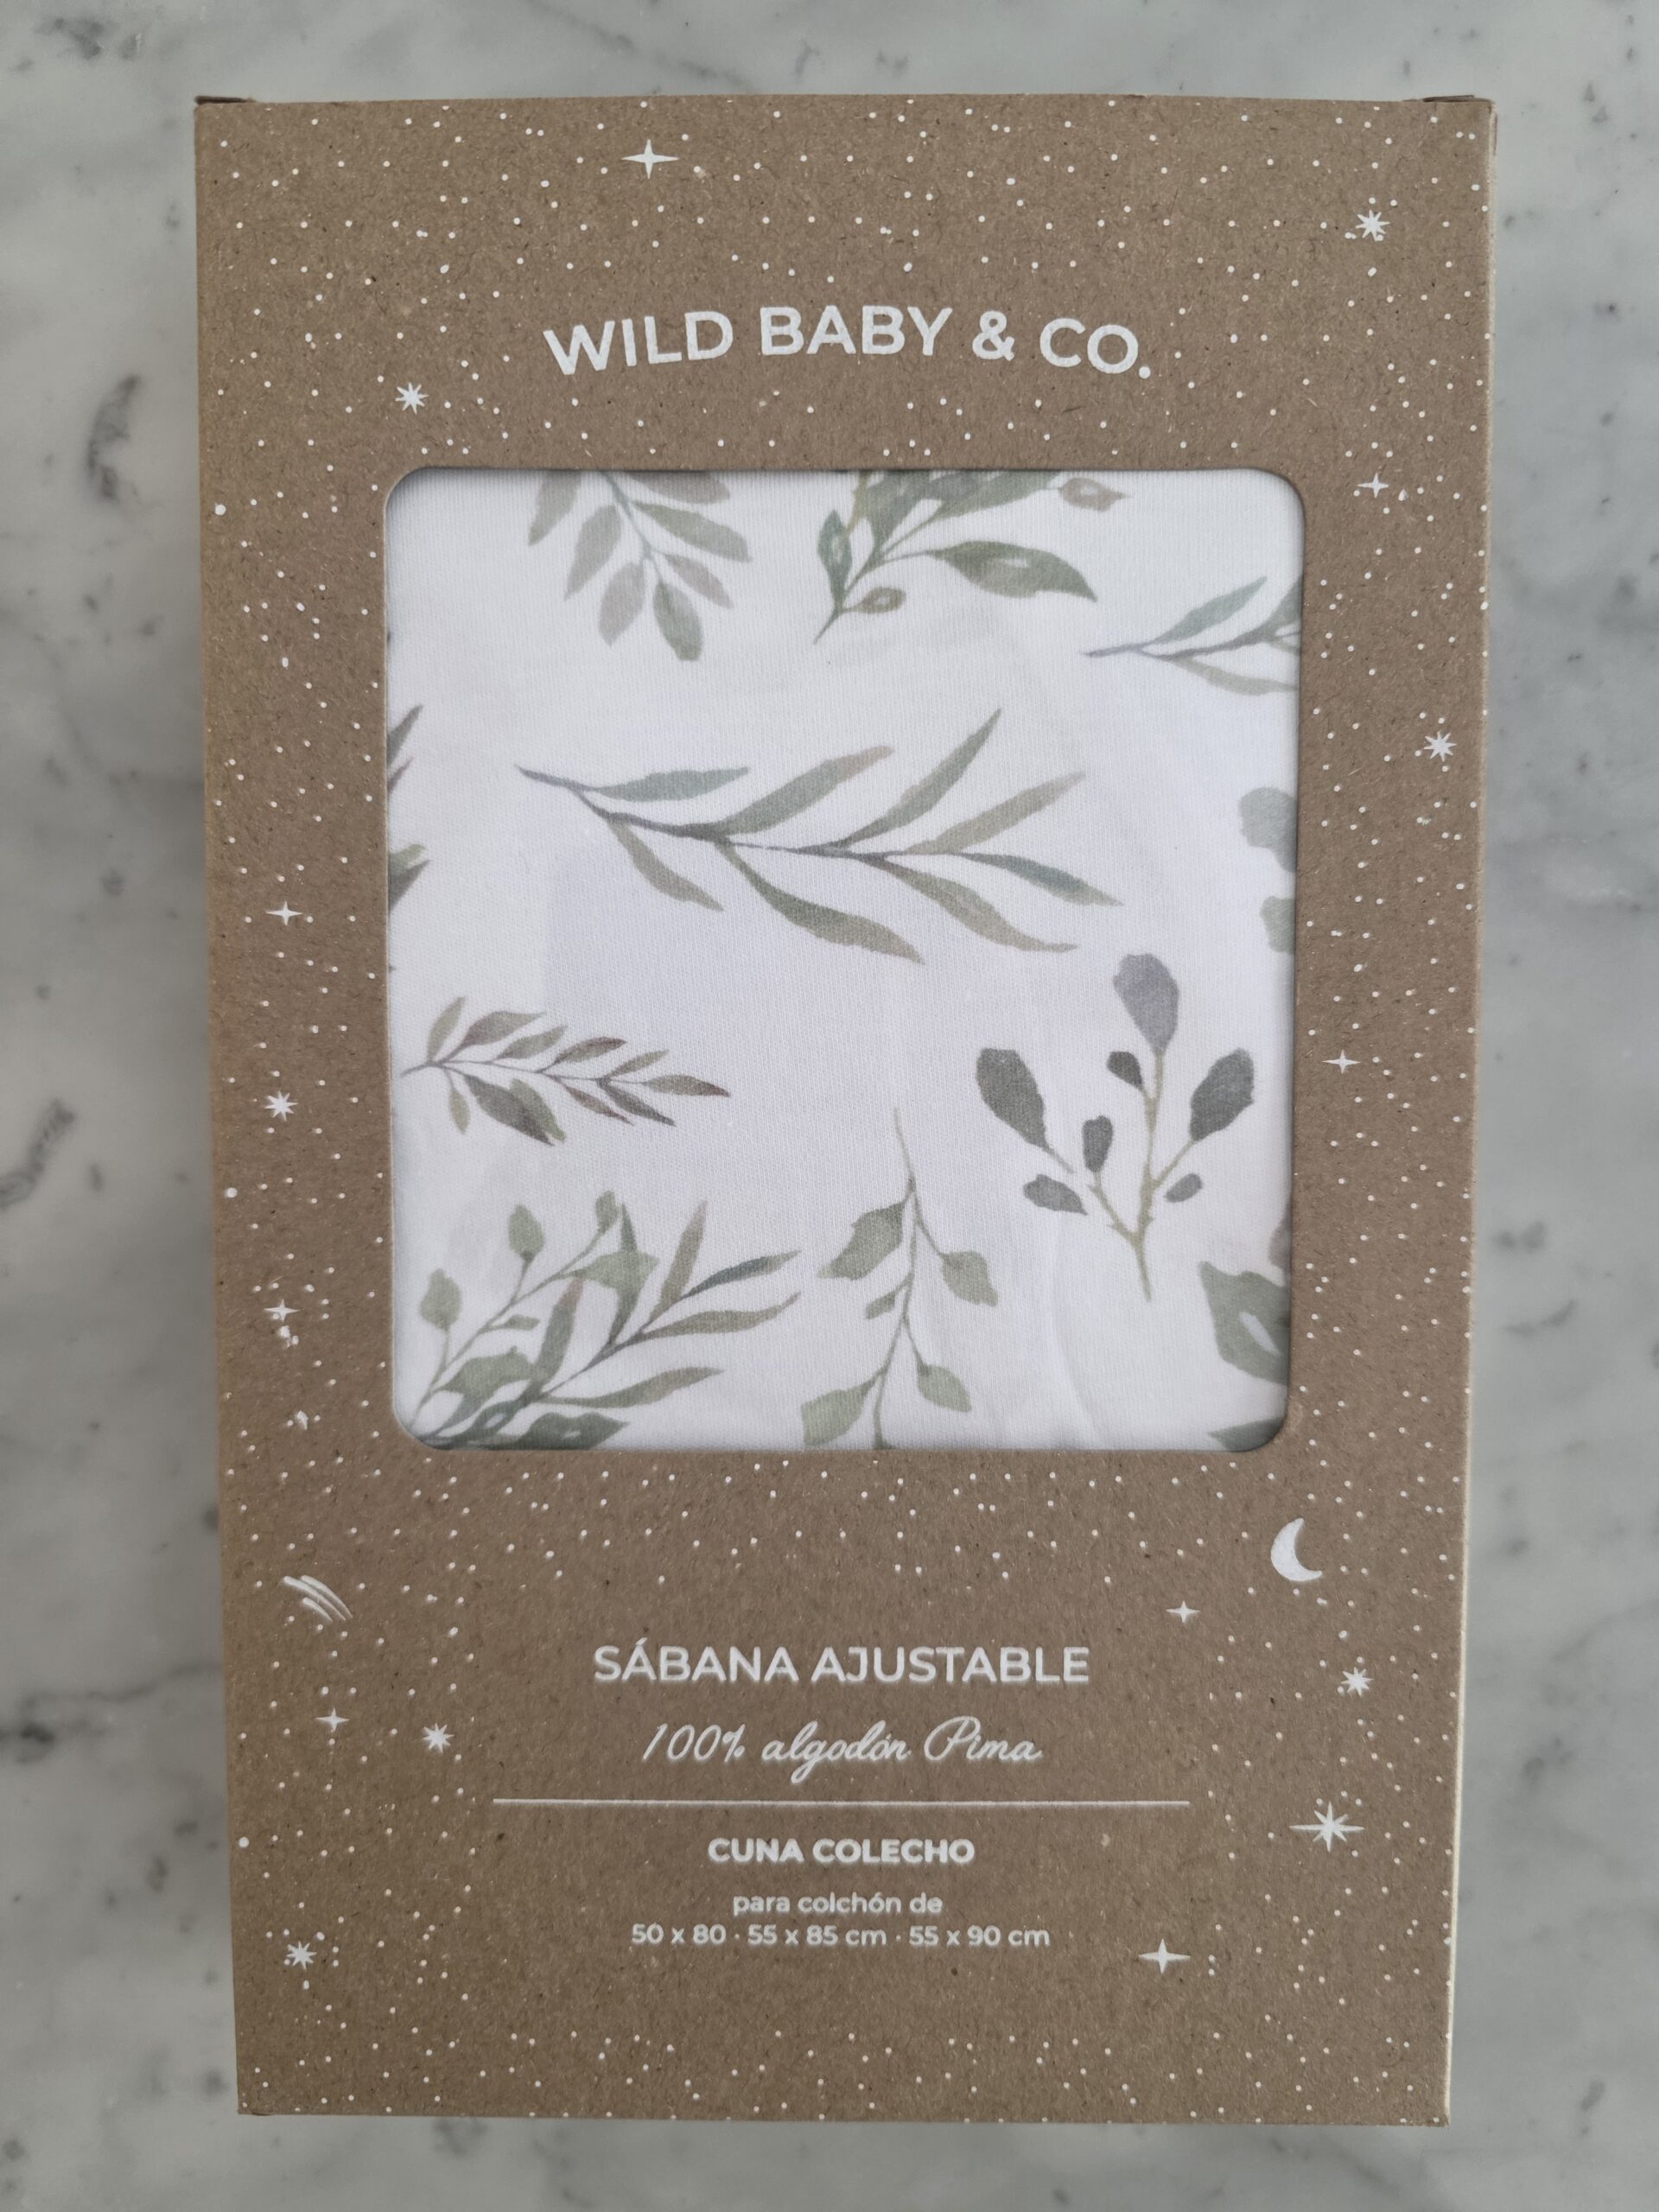 WILD BABY & CO.
SÁBANA AJUSTABLE
100% algodón Pima
CUNA COLECHO
para colchón de
50 x 80 · 55 x 85 cm · 55 x 90 cm